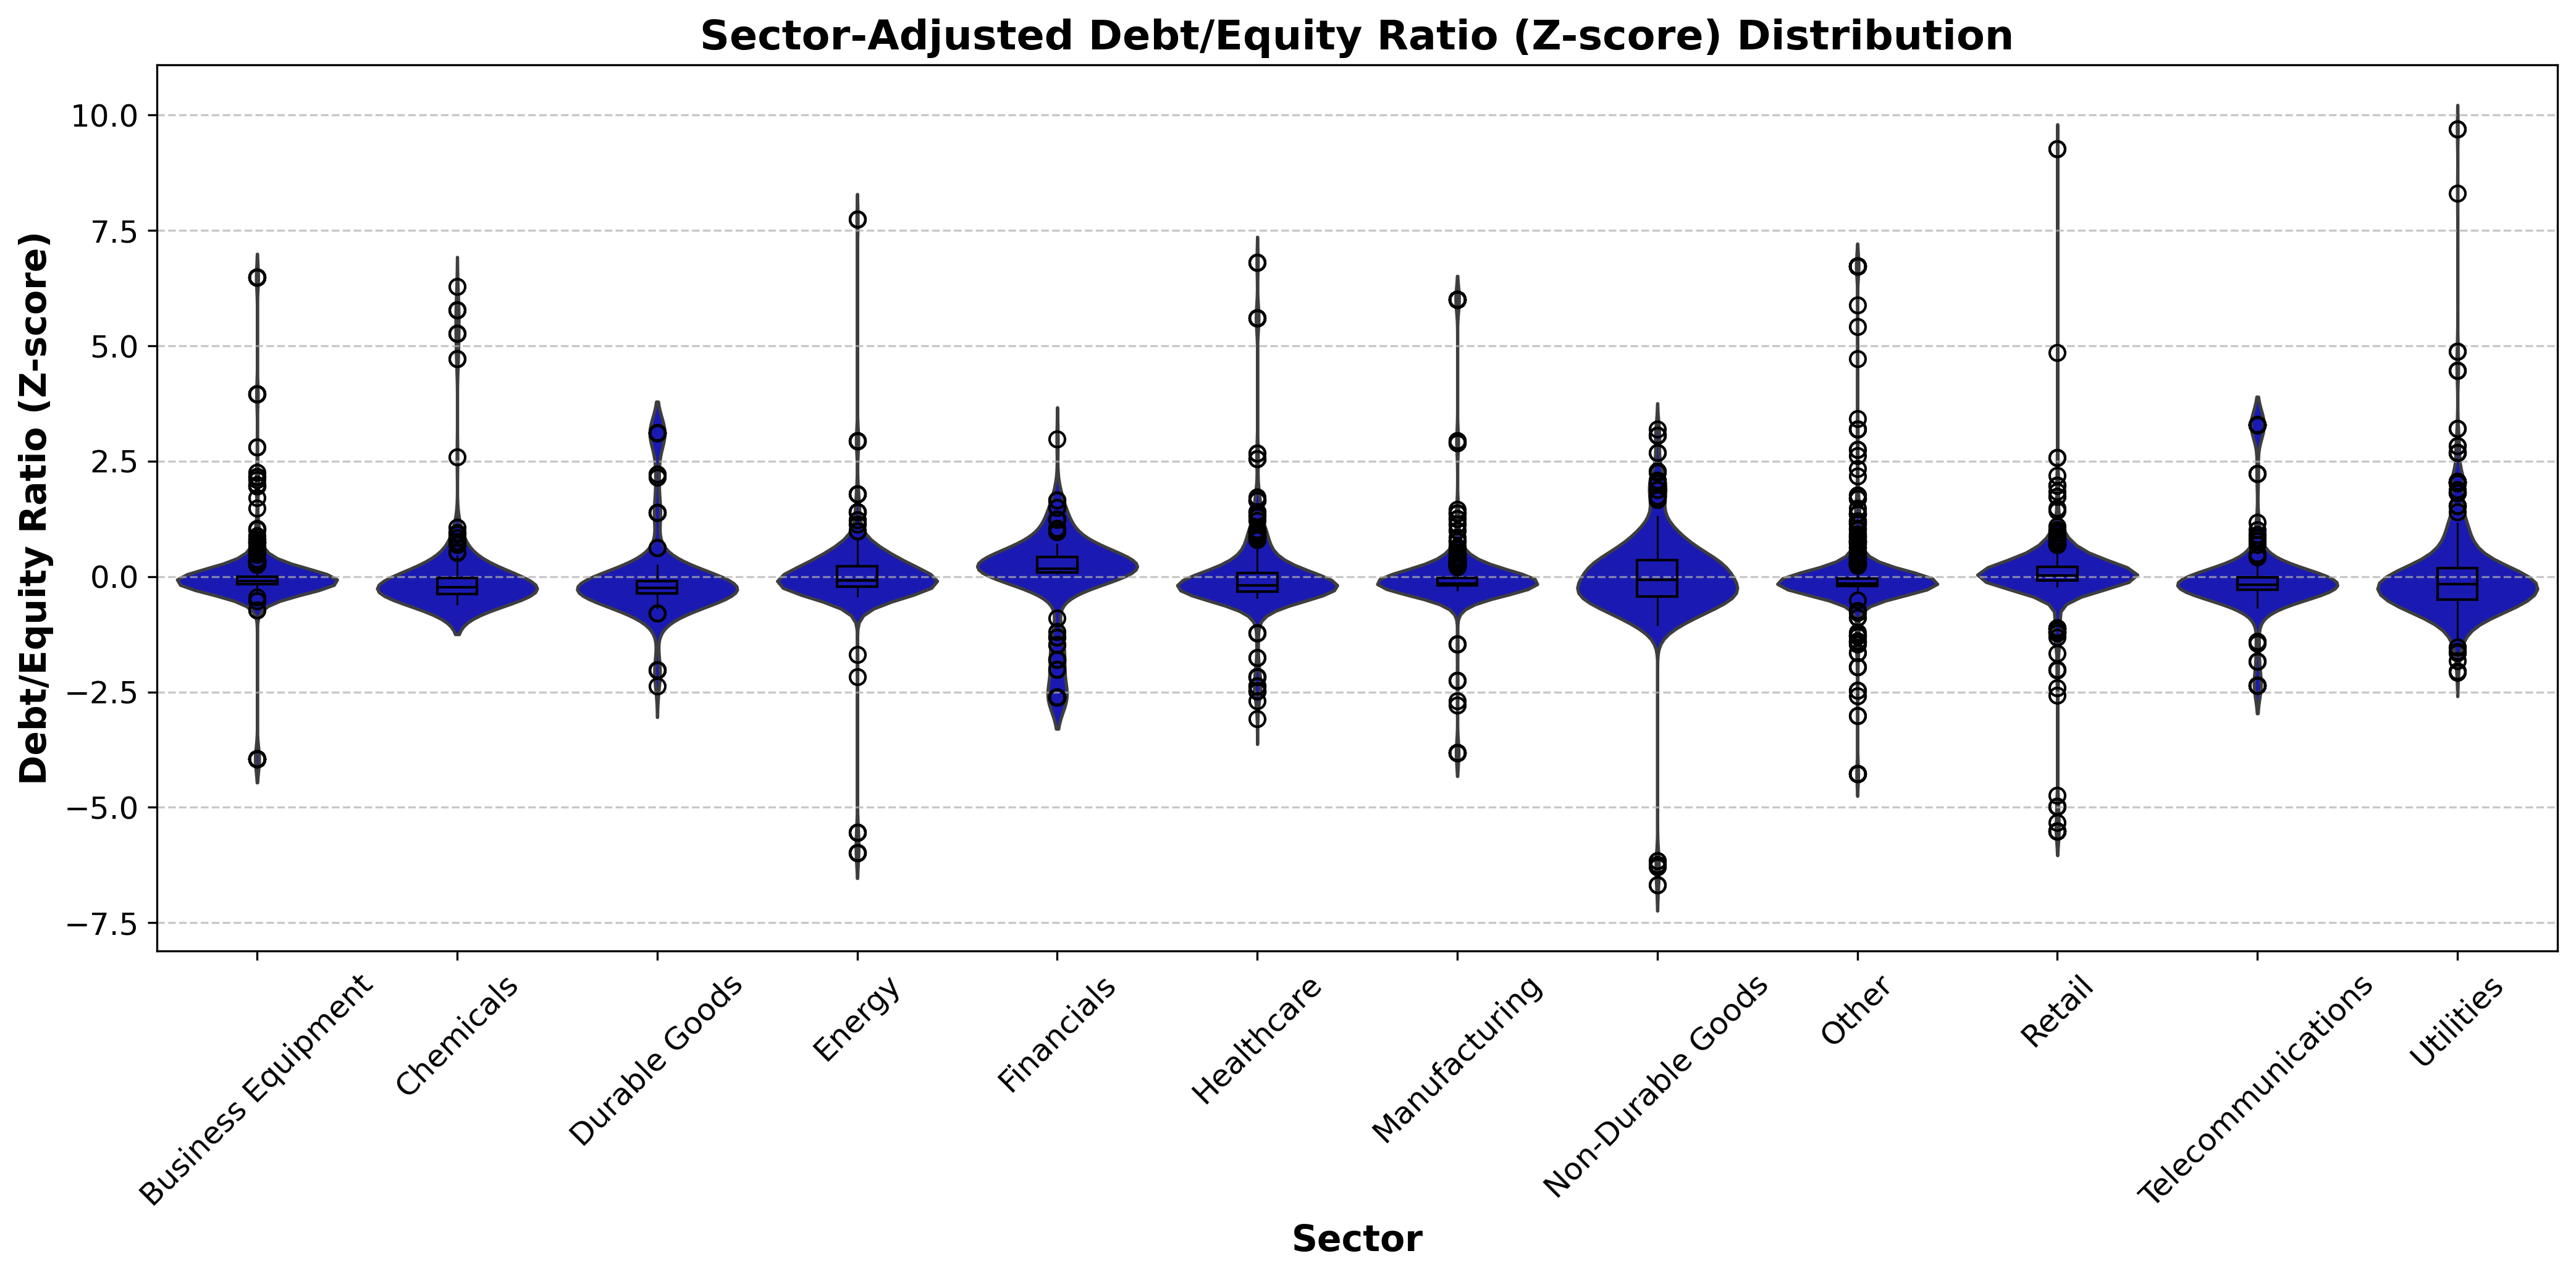 Sector-Adjusted Debt/Equity Ratio (Z-score) Distribution
Debt/Equity Ratio (Z-score)
10.0
7.5
5.0
2.5
0.0
−2.5
−5.0
−7.5
Business Equipment
Chemicals
Durable Goods
Energy
Financials
Healthcare
Manufacturing
Non-Durable Goods
Other
Retail
Telecommunications
Utilities
Sector